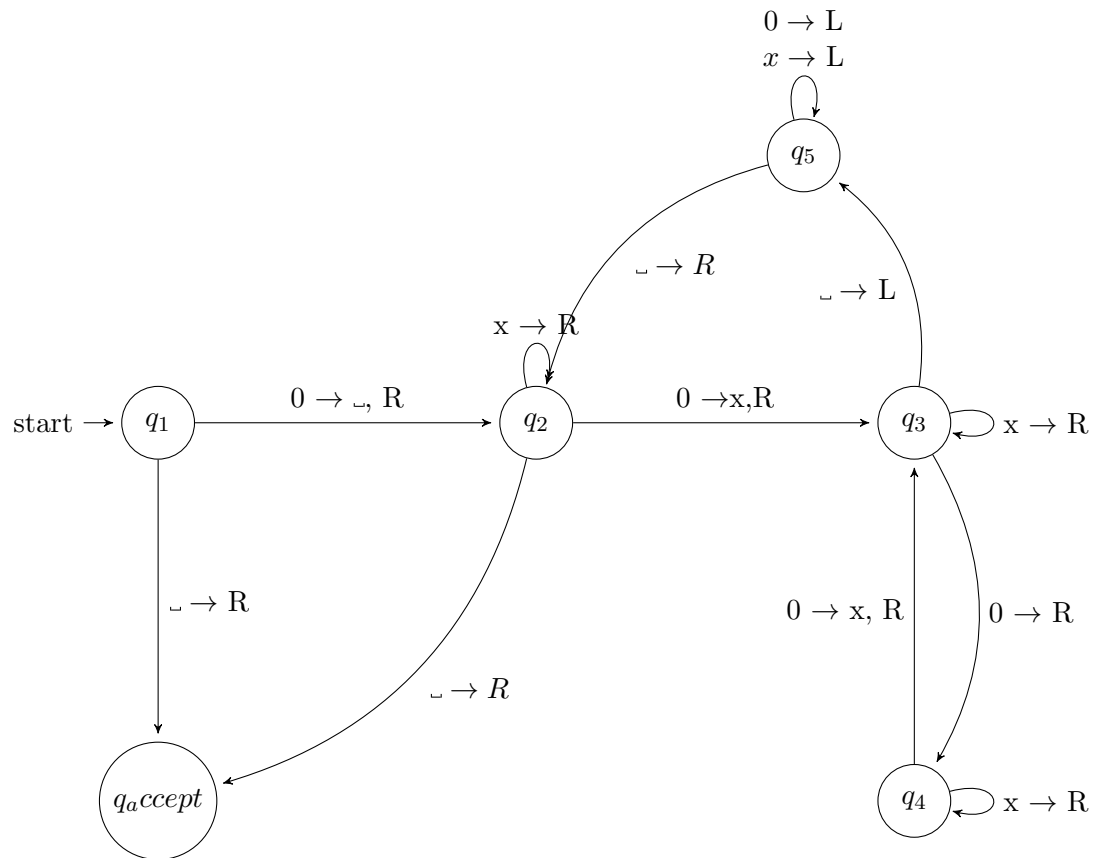 0 → L
x → L
q5
␣ → R
␣ → L
x → R
start
q1
0 → ␣, R
q2
0 →x,R
q3
x → R
␣ → R
0 → x, R
0 → R
␣ → R
qaccept
q4
x → R